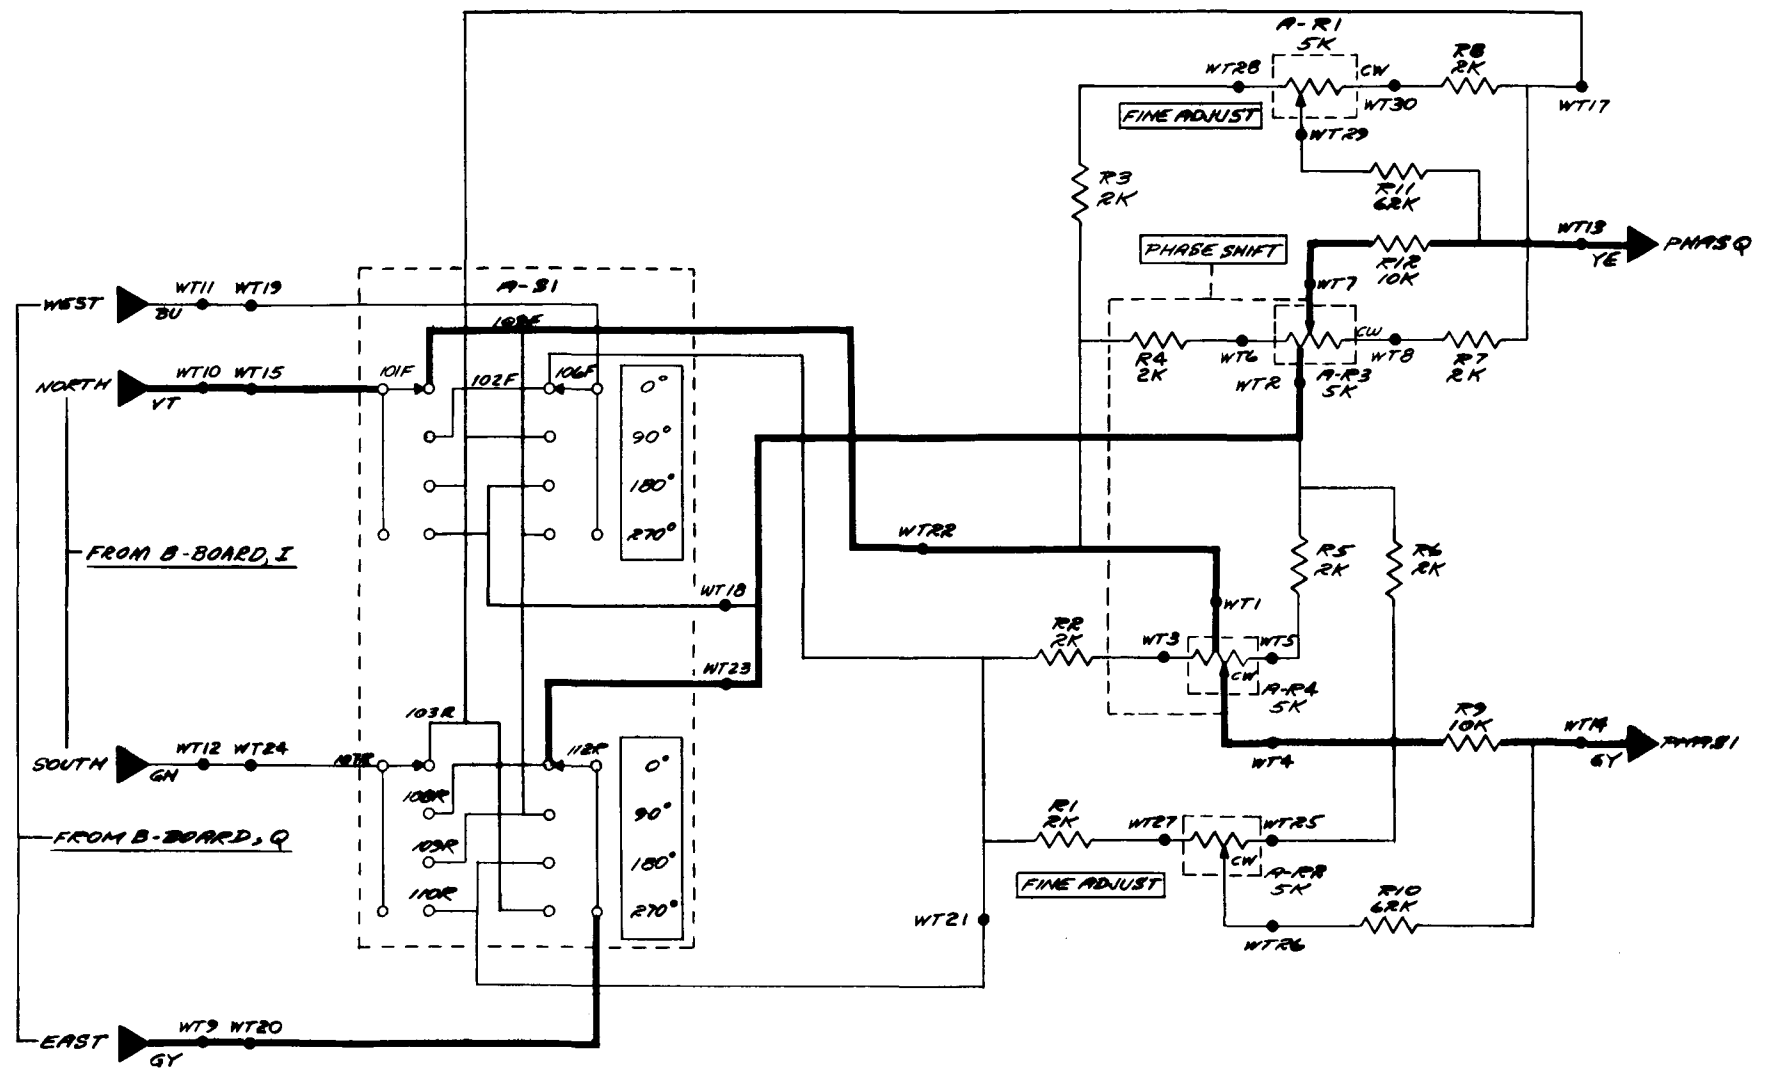 A-R1
5K
WT28
CW
WT30
R8
2K
WT17
FINE ADJUST
WT29
R3
2K
R11
62K
PHASE SHIFT
R12
10K
WT13
YE
PHASQ
WT7
WEST
WT11
WT19
BU
A-S1
R4
2K
WT6
CW
WT8
R7
2K
WT2
A-R3
5K
NORTH
WT10
WT15
VT
101F
102F
106F
0°
90°
180°
270°
FROM B-BOARD, I
WT22
R5
2K
R6
2K
WT18
WT1
WT23
R2
2K
WT3
WT5
CW
A-R4
5K
103R
112R
SOUTH
WT12
WT24
GN
108R
109R
110R
0°
90°
180°
270°
WT4
R9
10K
WT14
GY
FROM B-BOARD, Q
R1
2K
WT27
WT25
CW
A-R2
5K
FINE ADJUST
WT21
R10
62K
WT26
EAST
WT9
WT20
GY